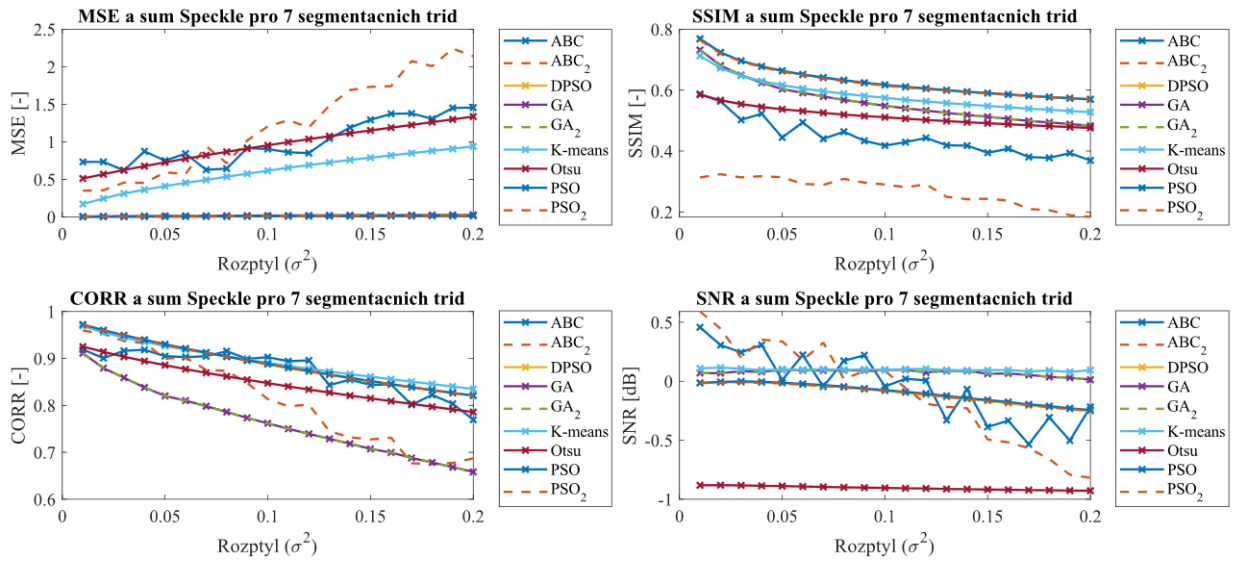 MSE a sum Speckle pro 7 segmentacnich trid
2.5
2
1.5
1
0.5
0
MSE [-]
0
0.05
0.1
0.15
0.2
Rozptyl (σ²)
ABC
ABC₂
DPSO
GA
GA₂
K-means
Otsu
PSO
PSO₂
SSIM a sum Speckle pro 7 segmentacnich trid
0.8
0.6
0.4
0.2
SSIM [-]
0
0.05
0.1
0.15
0.2
Rozptyl (σ²)
ABC
ABC₂
DPSO
GA
GA₂
K-means
Otsu
PSO
PSO₂
CORR a sum Speckle pro 7 segmentacnich trid
1
0.9
0.8
0.7
0.6
CORR [-]
0
0.05
0.1
0.15
0.2
Rozptyl (σ²)
ABC
ABC₂
DPSO
GA
GA₂
K-means
Otsu
PSO
PSO₂
SNR a sum Speckle pro 7 segmentacnich trid
0.5
0
-0.5
-1
SNR [dB]
0
0.05
0.1
0.15
0.2
Rozptyl (σ²)
ABC
ABC₂
DPSO
GA
GA₂
K-means
Otsu
PSO
PSO₂